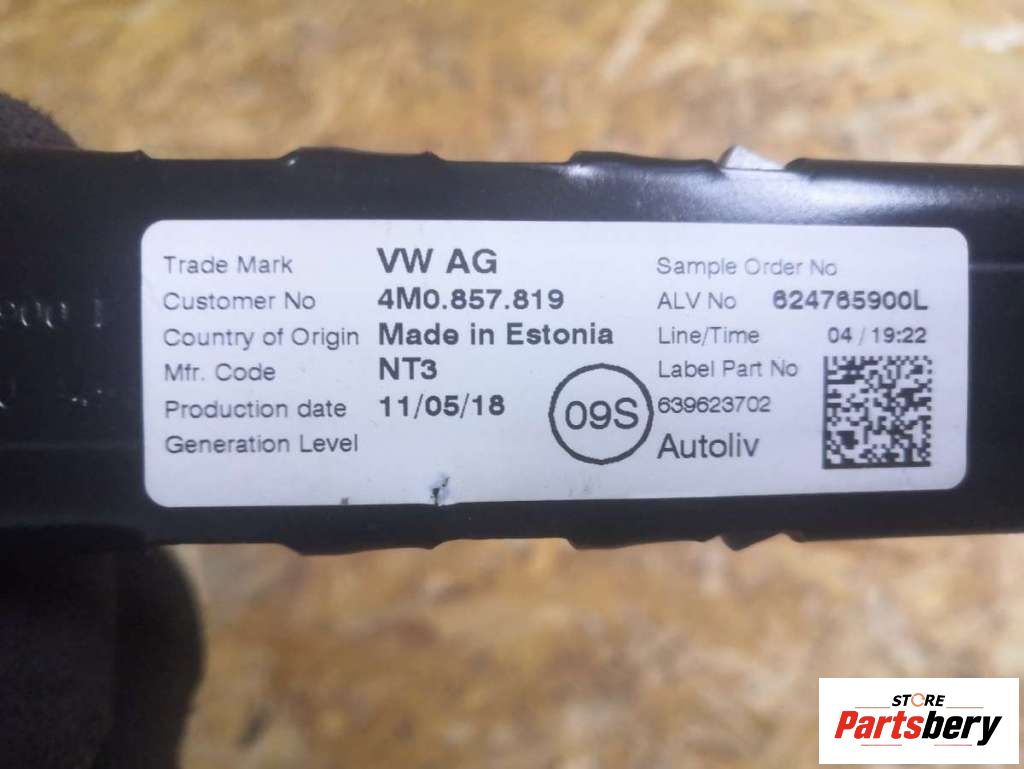 Trade Mark VW AG
Customer No 4M0.857.819
Country of Origin Made in Estonia
Mfr. Code NT3
Production date 11/05/18
Generation Level
09S
Sample Order No
ALV No 624765900L
Line/Time 04 / 19:22
Label Part No
639623702
Autoliv
STORE
Partsbery